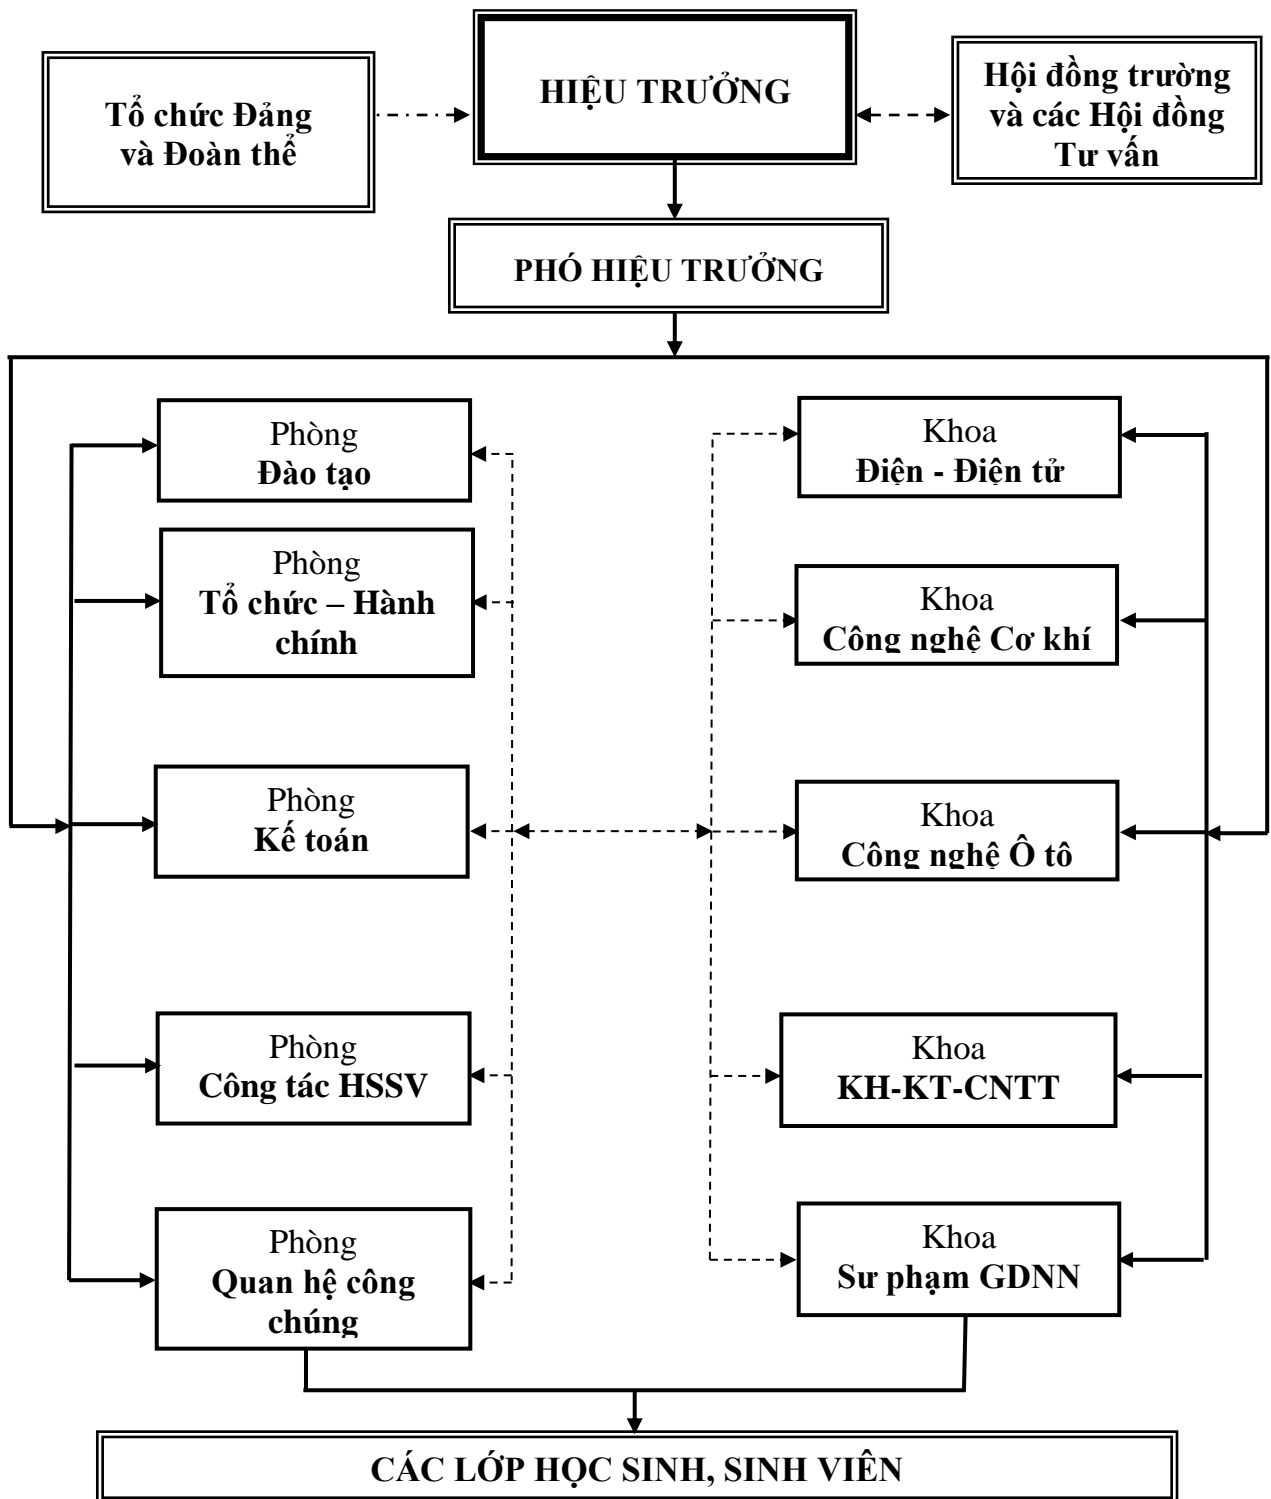 Tổ chức Đảng
và Đoàn thể
HIỆU TRƯỞNG
Hội đồng trường
và các Hội đồng
Tư vấn
PHÓ HIỆU TRƯỞNG
Phòng
Đào tạo
Phòng
Tổ chức – Hành
chính
Phòng
Kế toán
Phòng
Công tác HSSV
Phòng
Quan hệ công
chúng
Khoa
Điện - Điện tử
Khoa
Công nghệ Cơ khí
Khoa
Công nghệ Ô tô
Khoa
KH-KT-CNTT
Khoa
Sư phạm GDNN
CÁC LỚP HỌC SINH, SINH VIÊN